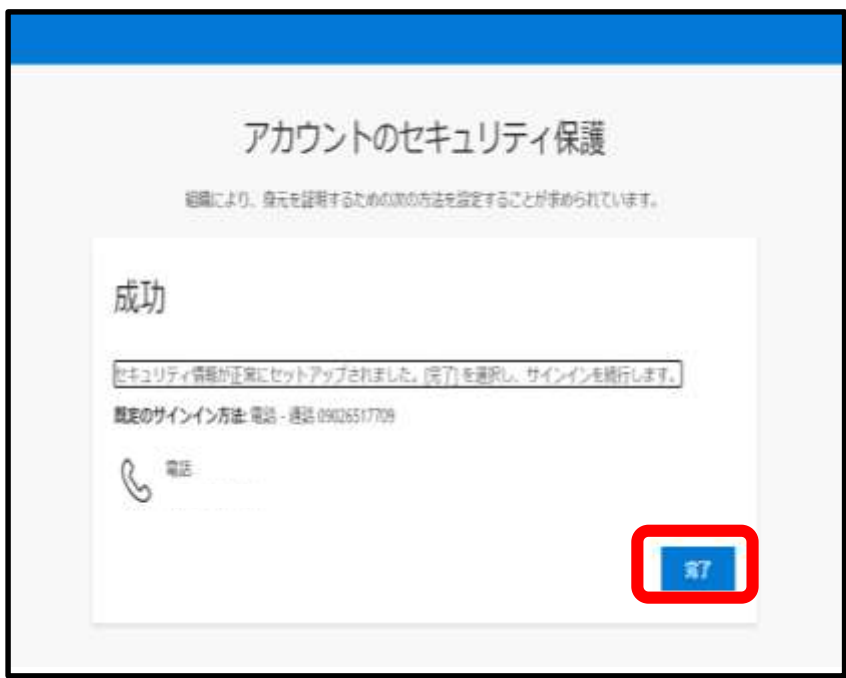 アカウントのセキュリティ保護
組織により、身元を証明するための次の方法を設定することが求められています。
成功
セキュリティ情報が正常にセットアップされました。[完了] を選択し、サインインを続行します。
既定のサインイン方法: 電話 - 通話 09026517709
電話
完了